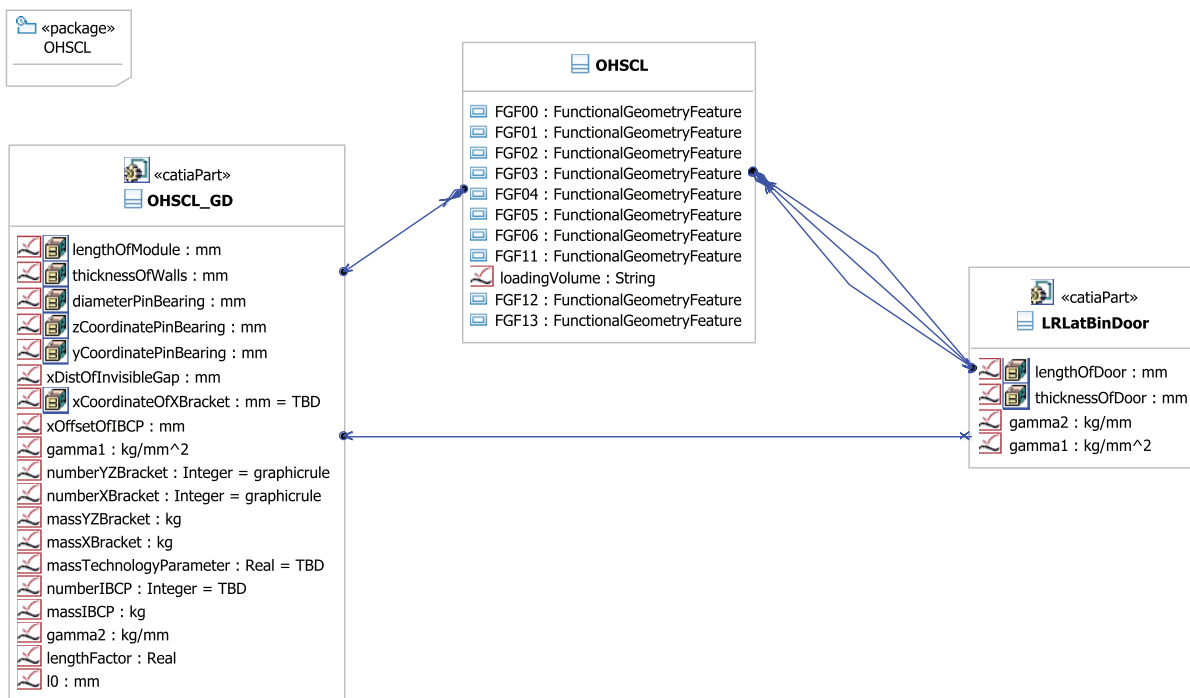 «package»
OHSCL
OHSCL
FGF00 : FunctionalGeometryFeature
FGF01 : FunctionalGeometryFeature
FGF02 : FunctionalGeometryFeature
FGF03 : FunctionalGeometryFeature
FGF04 : FunctionalGeometryFeature
FGF05 : FunctionalGeometryFeature
FGF06 : FunctionalGeometryFeature
FGF11 : FunctionalGeometryFeature
loadingVolume : String
FGF12 : FunctionalGeometryFeature
FGF13 : FunctionalGeometryFeature
«catiaPart»
OHSCL_GD
lengthOfModule : mm
thicknessOfWalls : mm
diameterPinBearing : mm
zCoordinatePinBearing : mm
yCoordinatePinBearing : mm
xDistOfInvisibleGap : mm
xCoordinateOfXBracket : mm = TBD
xOffsetOfIBCP : mm
gamma1 : kg/mm^2
numberYZBracket : Integer = graphicrule
numberXBracket : Integer = graphicrule
massYZBracket : kg
massXBracket : kg
massTechnologyParameter : Real = TBD
numberIBCP : Integer = TBD
massIBCP : kg
gamma2 : kg/mm
lengthFactor : Real
l0 : mm
«catiaPart»
LRLatBinDoor
lengthOfDoor : mm
thicknessOfDoor : mm
gamma2 : kg/mm
gamma1 : kg/mm^2